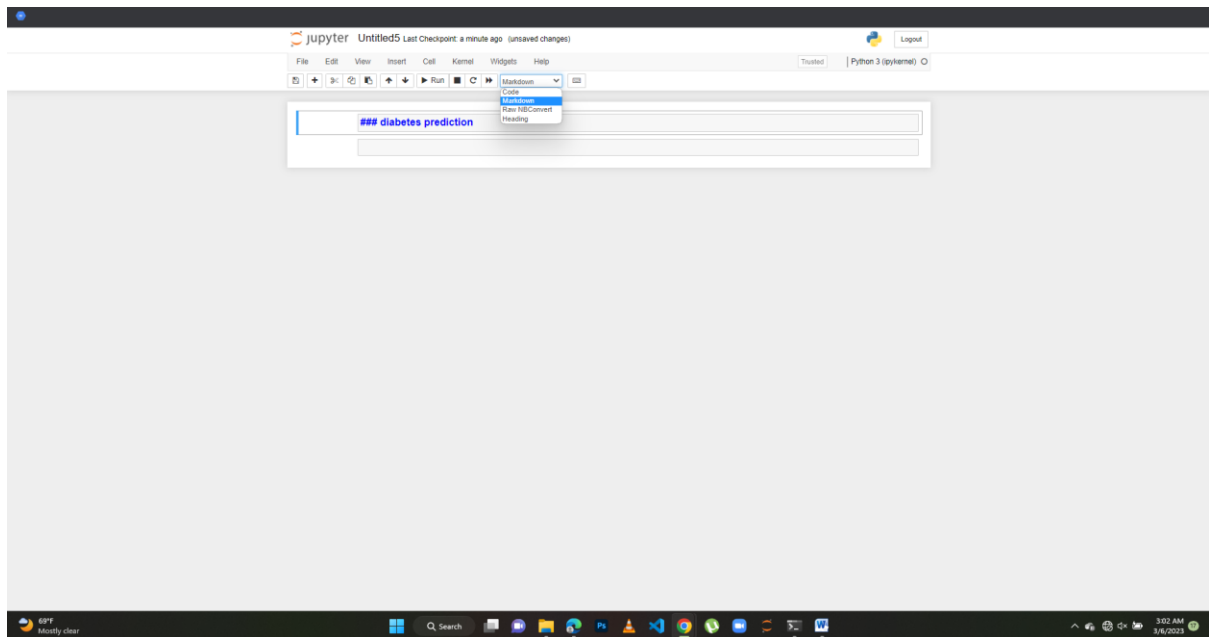 jupyter Untitled5 Last Checkpoint: a minute ago (unsaved changes)
Logout
File Edit View Insert Cell Kernel Widgets Help
Trusted
Python 3 (ipykernel)
Run
Markdown
Code
Markdown
Raw NBConvert
Heading
### diabetes prediction
69°F
Mostly clear
Search
Ps
W
3:02 AM
3/6/2023